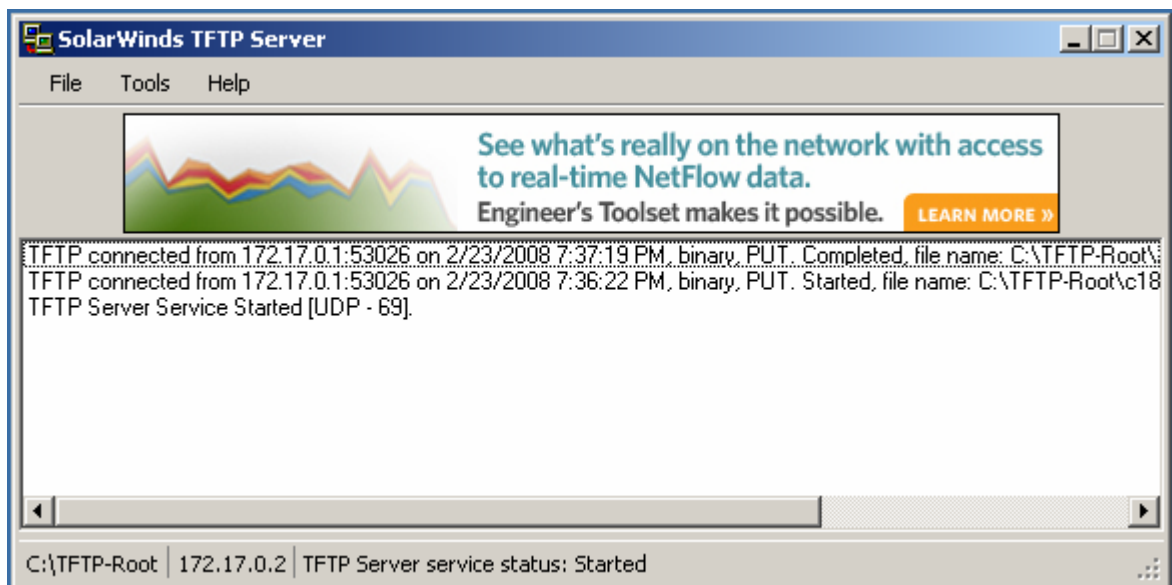 SolarWinds TFTP Server
File Tools Help
See what's really on the network with access
to real-time NetFlow data.
Engineer's Toolset makes it possible.
LEARN MORE »
TFTP connected from 172.17.0.1:53026 on 2/23/2008 7:37:19 PM, binary, PUT. Completed, file name: C:\TFTP-Root\
TFTP connected from 172.17.0.1:53026 on 2/23/2008 7:36:22 PM, binary, PUT. Started, file name: C:\TFTP-Root\c18
TFTP Server Service Started [UDP - 69].
C:\TFTP-Root 172.17.0.2 TFTP Server service status: Started